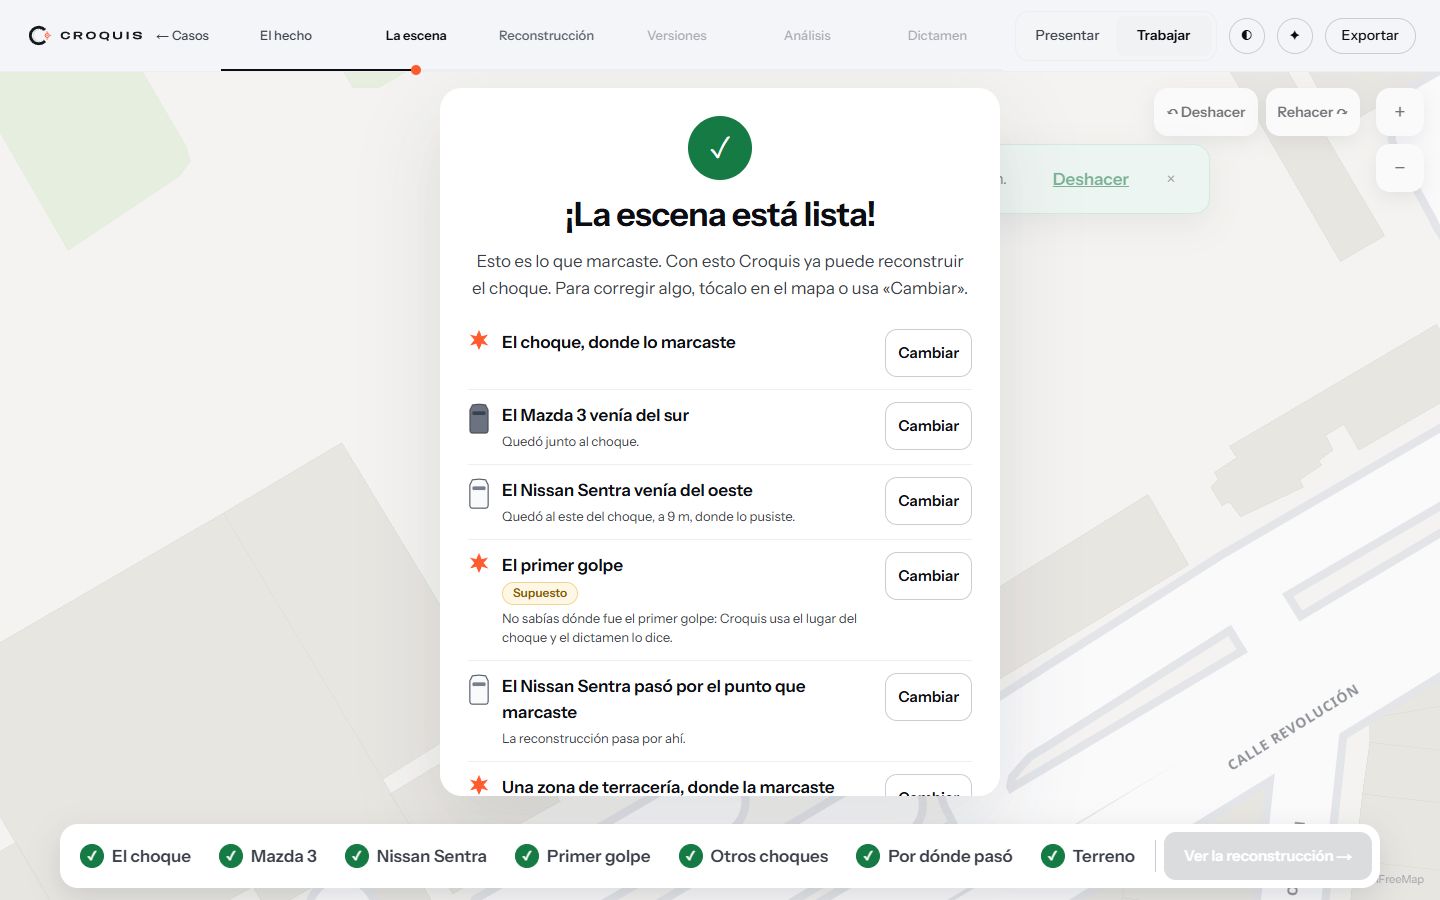 CROQUIS
← Casos
El hecho
La escena
Reconstrucción
Versiones
Análisis
Dictamen
Presentar
Trabajar
Exportar
Deshacer
Rehacer
+
−
Deshacer
×
¡La escena está lista!
Esto es lo que marcaste. Con esto Croquis ya puede reconstruir
el choque. Para corregir algo, tócalo en el mapa o usa «Cambiar».
El choque, donde lo marcaste
Cambiar
El Mazda 3 venía del sur
Quedó junto al choque.
Cambiar
El Nissan Sentra venía del oeste
Quedó al este del choque, a 9 m, donde lo pusiste.
Cambiar
El primer golpe
Supuesto
No sabías dónde fue el primer golpe: Croquis usa el lugar del
choque y el dictamen lo dice.
Cambiar
El Nissan Sentra pasó por el punto que
marcaste
La reconstrucción pasa por ahí.
Cambiar
Una zona de terracería, donde la marcaste
Cambiar
CALLE REVOLUCIÓN
El choque
Mazda 3
Nissan Sentra
Primer golpe
Otros choques
Por dónde pasó
Terreno
Ver la reconstrucción →
FreeMap